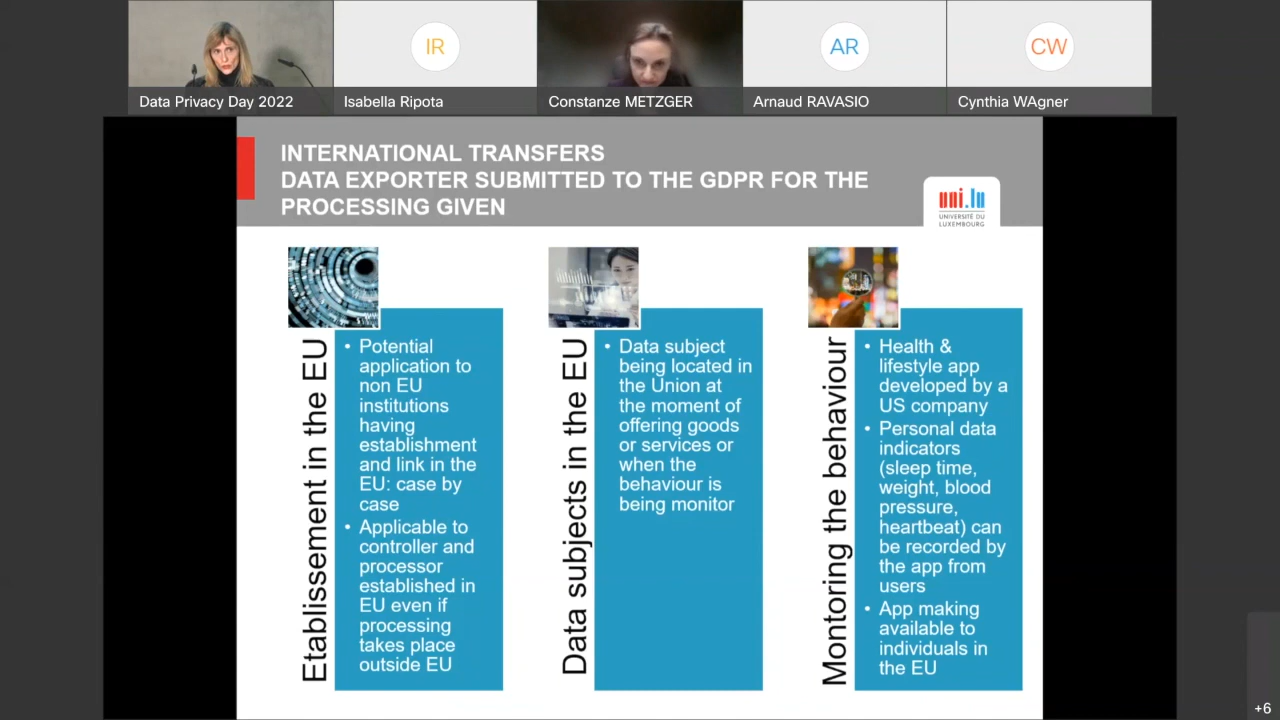 IR
AR
CW
Data Privacy Day 2022
Isabella Ripota
Constanze METZGER
Arnaud RAVASIO
Cynthia WAgner
INTERNATIONAL TRANSFERS
DATA EXPORTER SUBMITTED TO THE GDPR FOR THE
PROCESSING GIVEN
uni.lu
UNIVERSITÉ DU
LUXEMBOURG
Etablissement in the EU
• Potential
application to
non EU
institutions
having
establishment
and link in the
EU: case by
case
• Applicable to
controller and
processor
established in
EU even if
processing
takes place
outside EU
Data subjects in the EU
• Data subject
being located in
the Union at
the moment of
offering goods
or services or
when the
behaviour is
being monitor
Montoring the behaviour
• Health &
lifestyle app
developed by a
US company
• Personal data
indicators
(sleep time,
weight, blood
pressure,
heartbeat) can
be recorded by
the app from
users
• App making
available to
individuals in
the EU
+6